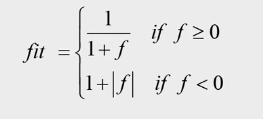 fit = { 1/(1+f) if f ≥ 0
1+|f| if f < 0